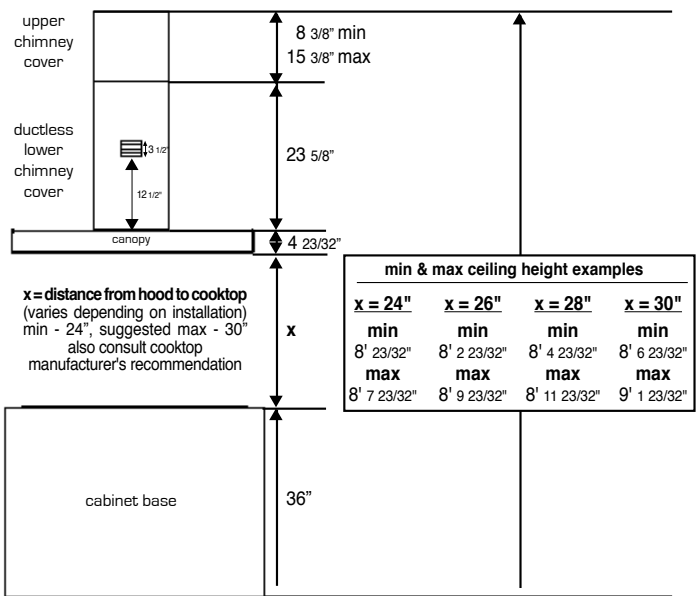 upper
chimney
cover
8 3/8” min
15 3/8” max
ductless
lower
chimney
cover
3 1/2"
12 1/2"
23 5/8”
canopy
4 23/32”
x = distance from hood to cooktop
(varies depending on installation)
min - 24”, suggested max - 30”
also consult cooktop
manufacturer's recommendation
x
min & max ceiling height examples
x = 24" x = 26" x = 28" x = 30"
min min min min
8' 23/32" 8' 2 23/32" 8' 4 23/32" 8' 6 23/32"
max max max max
8' 7 23/32" 8' 9 23/32" 8' 11 23/32" 9' 1 23/32"
cabinet base
36”